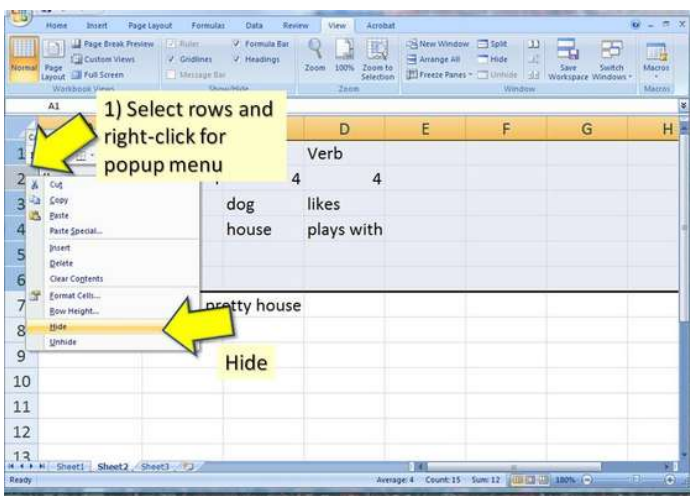 Home Insert Page Layout Formulas Data Review View Acrobat
Normal Page Layout Page Break Preview Custom Views Full Screen Ruler Gridlines Message Bar Formula Bar Headings Zoom 100% Zoom to Selection New Window Arrange All Freeze Panes Split Hide Unhide Save Workspace Switch Windows Macros
Workbook Views Show/Hide Zoom Window Macros
A1
1) Select rows and
right-click for
popup menu
D E F G H
1 Verb
2 4 4
3 dog likes
4 house plays with
5
6
7 pretty house
8
9
10
11
12
13
Cut
Copy
Paste
Paste Special...
Insert
Delete
Clear Contents
Format Cells...
Row Height...
Hide
Unhide
Hide
Sheet1 Sheet2 Sheet3
Ready Average: 4 Count: 15 Sum: 12 180%